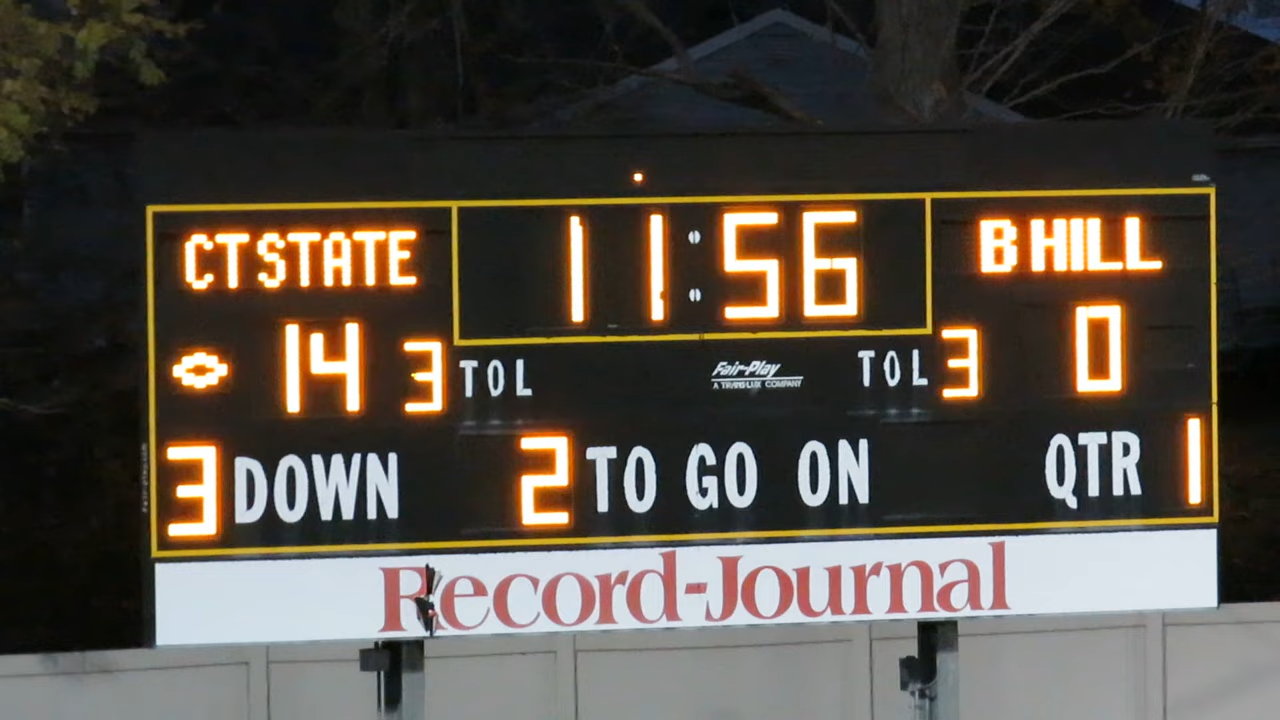 CT STATE 11:56 B HILL
14 3 TOL Fair-Play TOL 3 0
A TRANS-LUX COMPANY
3 DOWN 2 TO GO ON QTR 1
Record-Journal